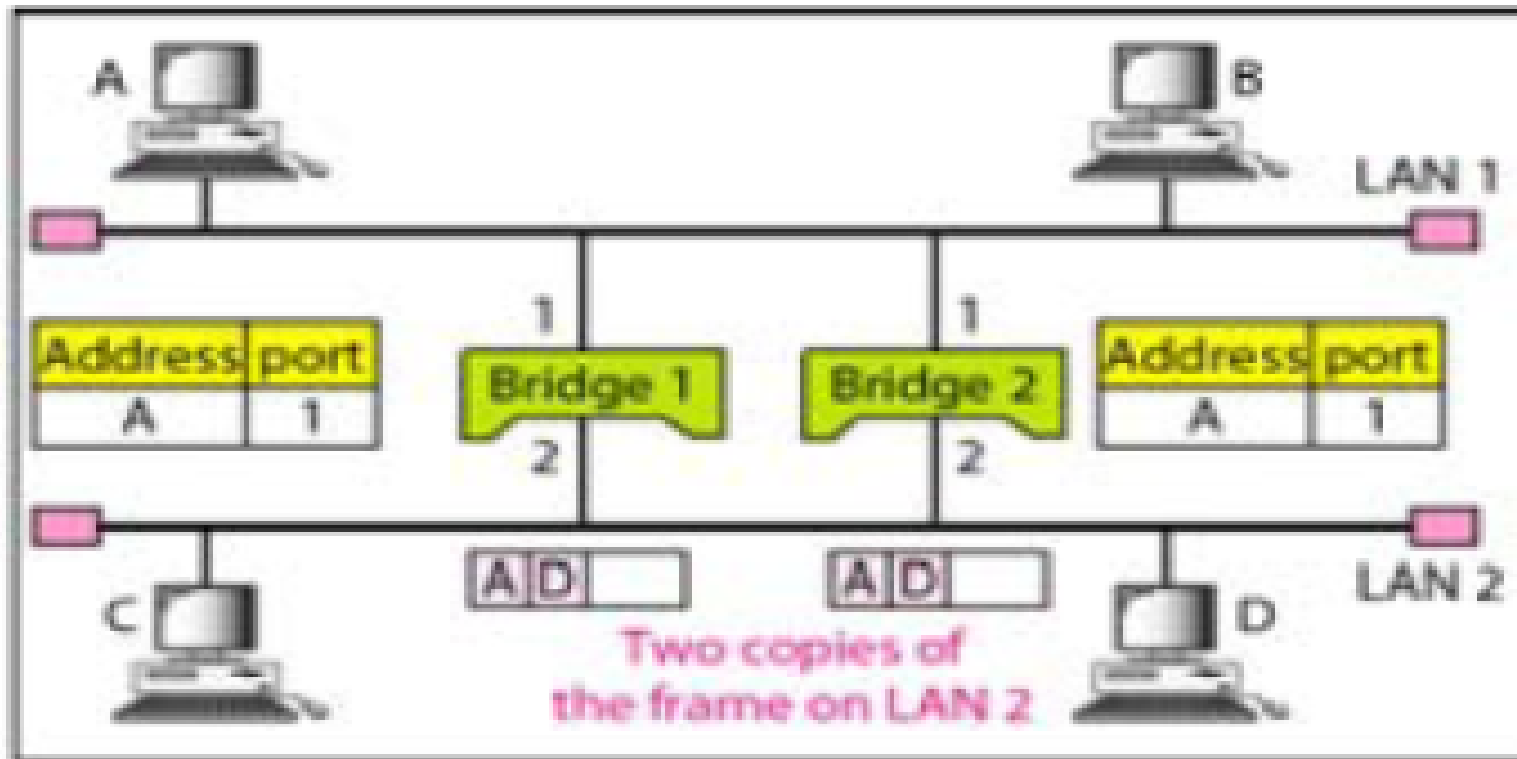 A
B
LAN 1
1
1
Address port
A 1
Bridge 1
Bridge 2
Address port
A 1
2
2
A D
A D
LAN 2
C
D
Two copies of
the frame on LAN 2